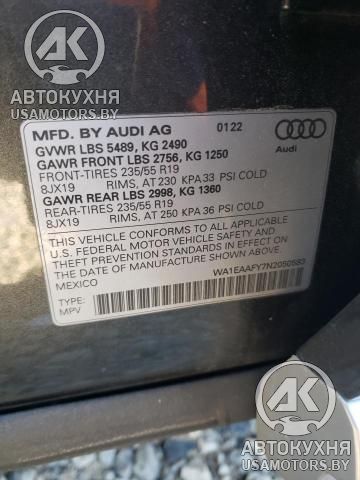 АК
АВТОКУХНЯ
USAMOTORS.BY
MFD. BY AUDI AG 0122
GVWR LBS 5489, KG 2490
GAWR FRONT LBS 2756, KG 1250
FRONT-TIRES 235/55 R19
8JX19 RIMS, AT 230 KPA 33 PSI COLD
GAWR REAR LBS 2998, KG 1360
REAR-TIRES 235/55 R19
8JX19 RIMS, AT 250 KPA 36 PSI COLD
Audi
THIS VEHICLE CONFORMS TO ALL APPLICABLE
U.S. FEDERAL MOTOR VEHICLE SAFETY AND
THEFT PREVENTION STANDARDS IN EFFECT
ON THE DATE OF MANUFACTURE SHOWN ABOVE.
MEXICO WA1EAAFY7N2050583
TYPE:
MPV
АК
АВТОКУХНЯ
USAMOTORS.BY